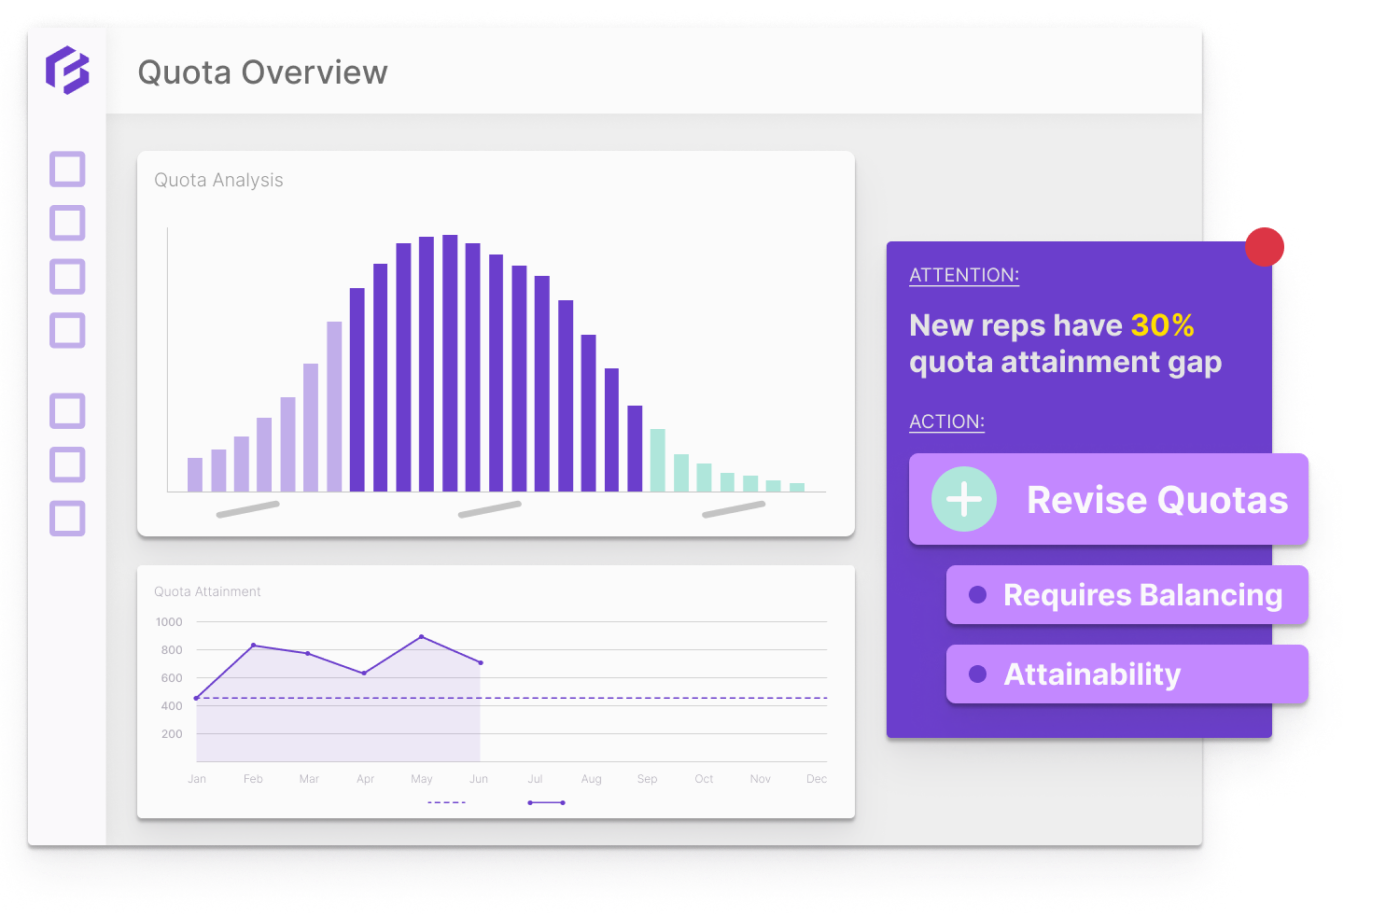 Quota Overview
Quota Analysis
ATTENTION:
New reps have 30%
quota attainment gap
ACTION:
Revise Quotas
Requires Balancing
Attainability
Quota Attainment
1000
800
600
400
200
Jan Feb Mar Apr May Jun Jul Aug Sep Oct Nov Dec